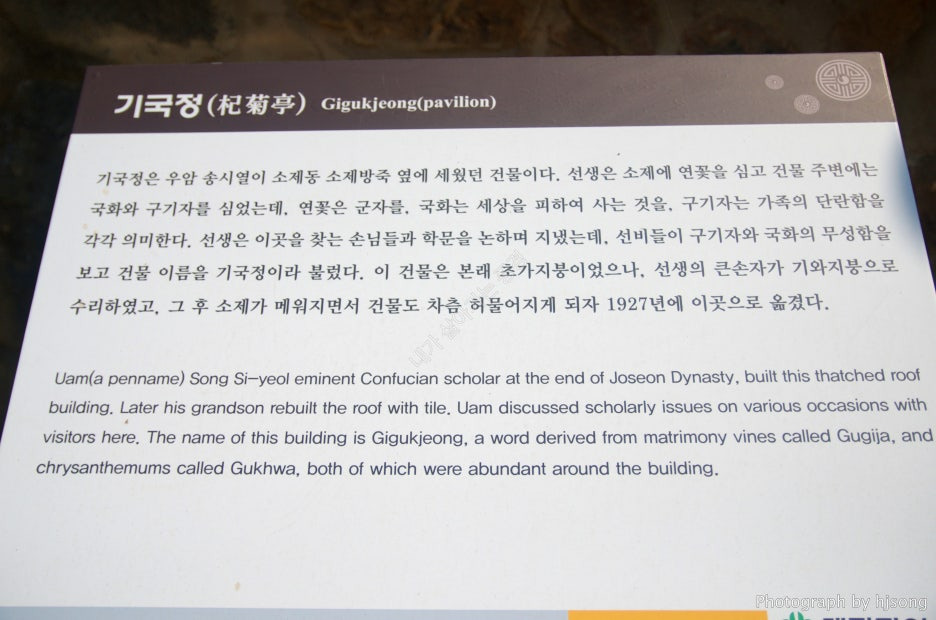 기국정(杞菊亭) Gigukjeong(pavilion)
기국정은 우암 송시열이 소제동 소제방죽 옆에 세웠던 건물이다. 선생은 소제에 연꽃을 심고 건물 주변에는
국화와 구기자를 심었는데, 연꽃은 군자를, 국화는 세상을 피하여 사는 것을, 구기자는 가족의 단란함을
각각 의미한다. 선생은 이곳을 찾는 손님들과 학문을 논하며 지냈는데, 선비들이 구기자와 국화의 무성함을
보고 건물 이름을 기국정이라 불렀다. 이 건물은 본래 초가지붕이었으나, 선생의 큰손자가 기와지붕으로
수리하였고, 그 후 소제가 메워지면서 건물도 차츰 허물어지게 되자 1927년에 이곳으로 옮겼다.
Uam(a penname) Song Si-yeol eminent Confucian scholar at the end of Joseon Dynasty, built this thatched roof
building. Later his grandson rebuilt the roof with tile. Uam discussed scholarly issues on various occasions with
visitors here. The name of this building is Gigukjeong, a word derived from matrimony vines called Gugija, and
chrysanthemums called Gukhwa, both of which were abundant around the building.
Photograph by hjsong